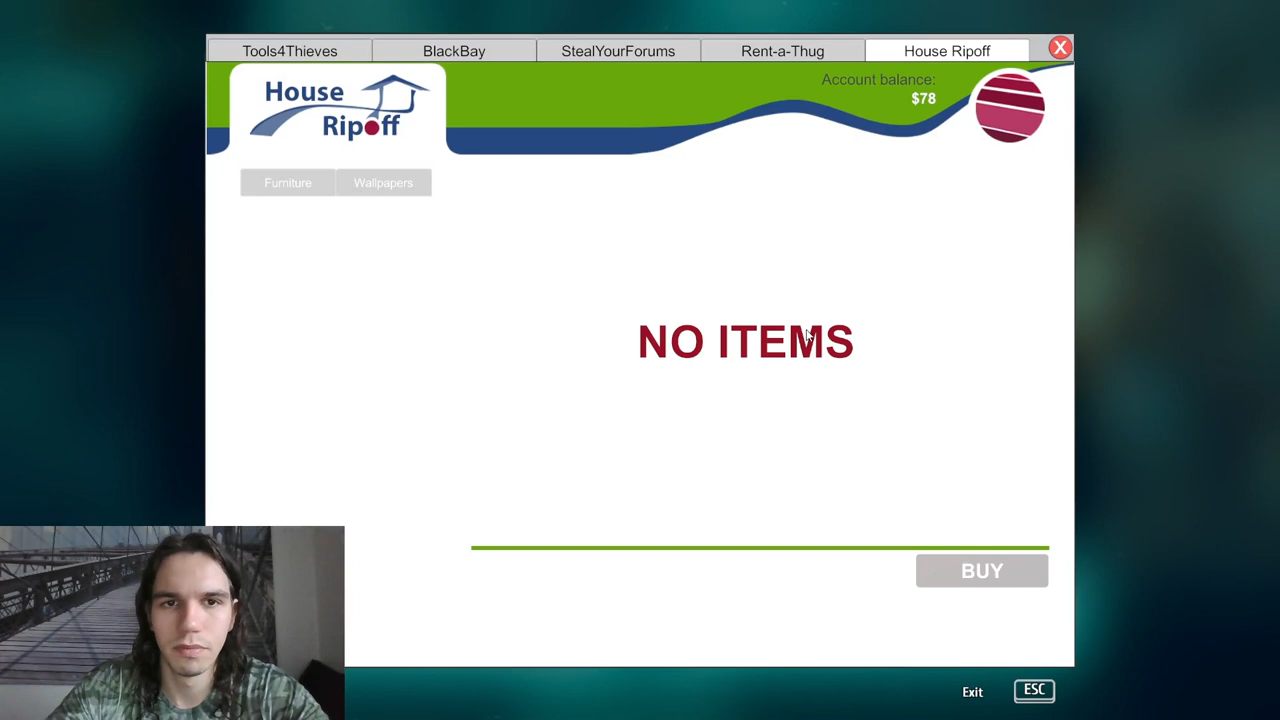 Tools4Thieves
BlackBay
StealYourForums
Rent-a-Thug
House Ripoff
X
House
Ripoff
Account balance:
$78
Furniture
Wallpapers
NO ITEMS
BUY
Exit
ESC